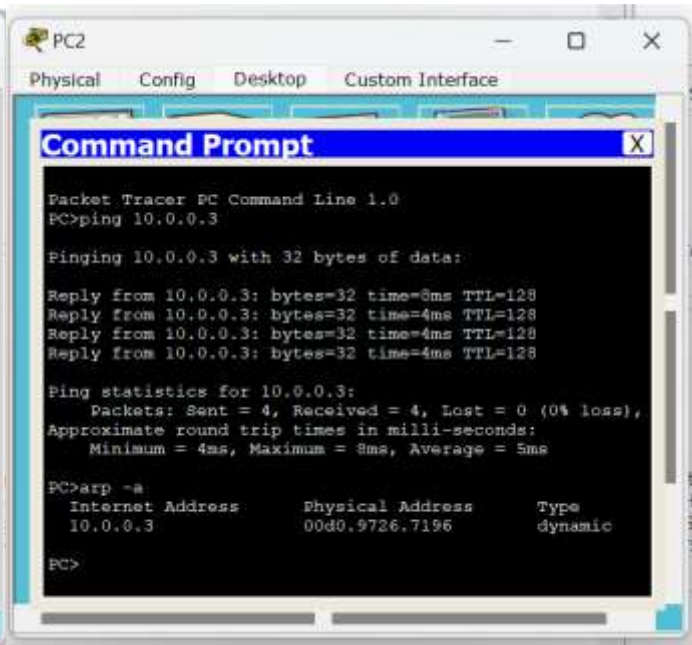 PC2
Physical Config Desktop Custom Interface
Command Prompt X
Packet Tracer PC Command Line 1.0
PC>ping 10.0.0.3
Pinging 10.0.0.3 with 32 bytes of data:
Reply from 10.0.0.3: bytes=32 time=8ms TTL=128
Reply from 10.0.0.3: bytes=32 time=4ms TTL=128
Reply from 10.0.0.3: bytes=32 time=4ms TTL=128
Reply from 10.0.0.3: bytes=32 time=4ms TTL=128
Ping statistics for 10.0.0.3:
Packets: Sent = 4, Received = 4, Lost = 0 (0% loss),
Approximate round trip times in milli-seconds:
Minimum = 4ms, Maximum = 8ms, Average = 5ms
PC>arp -a
Internet Address Physical Address Type
10.0.0.3 00d0.9726.7196 dynamic
PC>